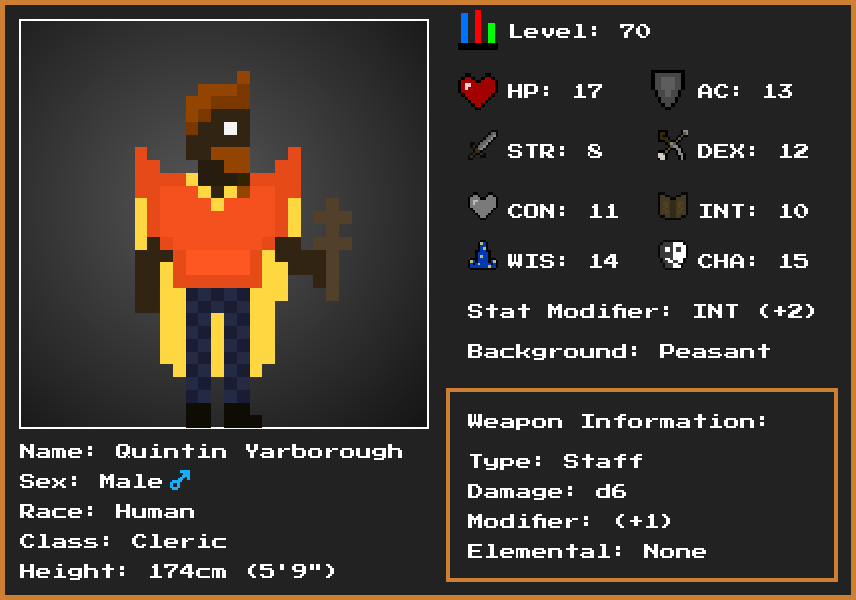 Level: 70
HP: 17 AC: 13
STR: 8 DEX: 12
CON: 11 INT: 10
WIS: 14 CHA: 15
Stat Modifier: INT (+2)
Background: Peasant
Weapon Information:
Type: Staff
Damage: d6
Modifier: (+1)
Elemental: None
Name: Quintin Yarborough
Sex: Male ♂
Race: Human
Class: Cleric
Height: 174cm (5'9")